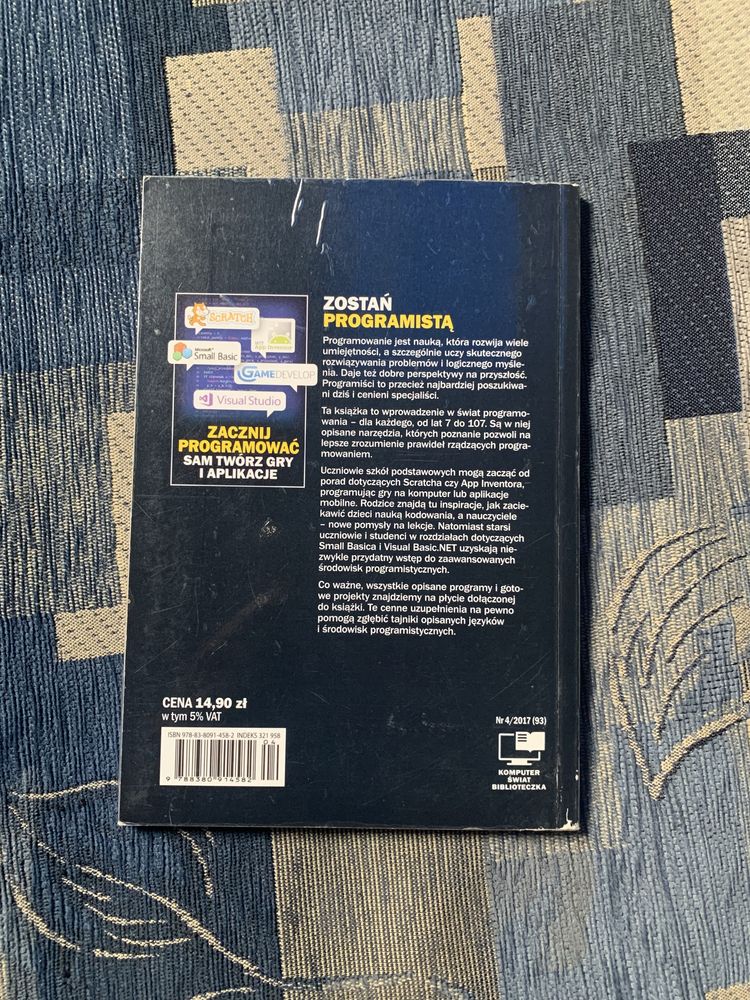 SCRATCH
MIT
App Inventor
Microsoft
Small Basic
GAMEDEVELOP
Visual Studio
ZACZNIJ
PROGRAMOWAĆ
SAM TWÓRZ GRY
I APLIKACJE
ZOSTAŃ
PROGRAMISTĄ
Programowanie jest nauką, która rozwija wiele
umiejętności, a szczególnie uczy skutecznego
rozwiązywania problemów i logicznego myśle-
nia. Daje też dobre perspektywy na przyszłość.
Programiści to przecież najbardziej poszukiwa-
ni dziś i cenieni specjaliści.
Ta książka to wprowadzenie w świat programo-
wania – dla każdego, od lat 7 do 107. Są w niej
opisane narzędzia, których poznanie pozwoli na
lepsze zrozumienie prawideł rządzących progra-
mowaniem.
Uczniowie szkół podstawowych mogą zacząć od
porad dotyczących Scratcha czy App Inventora,
programując gry na komputer lub aplikacje
mobilne. Rodzice znajdą tu inspiracje, jak zacie-
kawić dzieci nauką kodowania, a nauczyciele
– nowe pomysły na lekcje. Natomiast starsi
uczniowie i studenci w rozdziałach dotyczących
Small Basica i Visual Basic.NET uzyskają nie-
zwykle przydatny wstęp do zaawansowanych
środowisk programistycznych.
Co ważne, wszystkie opisane programy i goto-
we projekty znajdziemy na płycie dołączonej
do książki. Te cenne uzupełnienia na pewno
pomogą zgłębić tajniki opisanych języków
i środowisk programistycznych.
CENA 14,90 zł
w tym 5% VAT
ISBN 978-83-8091-458-2 INDEKS 321 958
04
9 788380 914582
Nr 4/2017 (93)
KOMPUTER
ŚWIAT
BIBLIOTECZKA